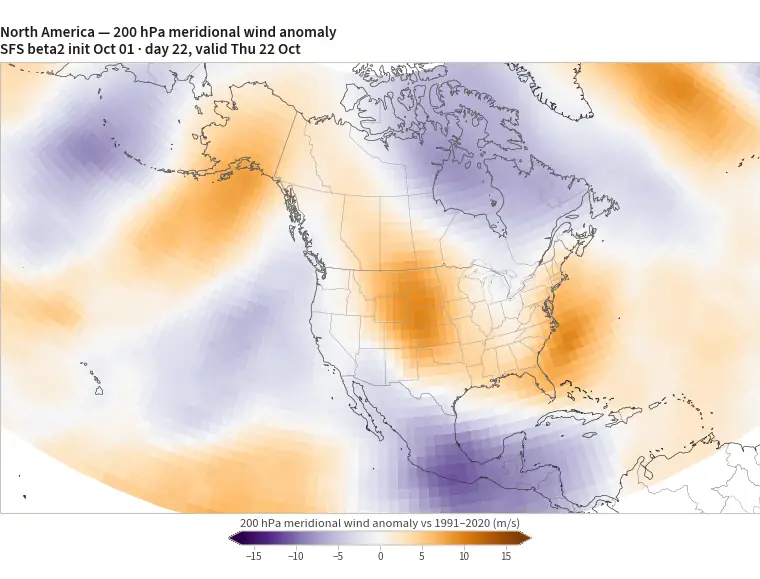 North America — 200 hPa meridional wind anomaly
SFS beta2 init Oct 01 · day 22, valid Thu 22 Oct
200 hPa meridional wind anomaly vs 1991–2020 (m/s)
−15 −10 −5 0 5 10 15